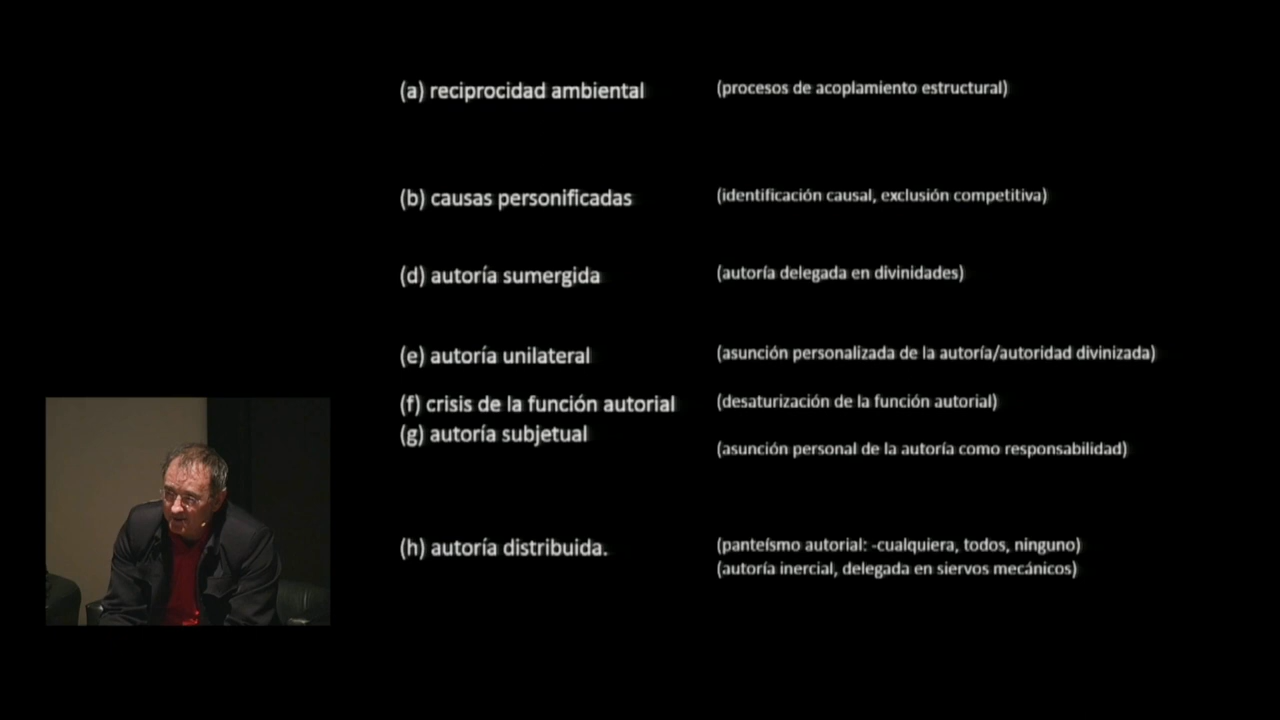 (a) reciprocidad ambiental (procesos de acoplamiento estructural)
(b) causas personificadas (identificación causal, exclusión competitiva)
(d) autoría sumergida (autoría delegada en divinidades)
(e) autoría unilateral (asunción personalizada de la autoría/autoridad divinizada)
(f) crisis de la función autorial (desaturización de la función autorial)
(g) autoría subjetual (asunción personal de la autoría como responsabilidad)
(h) autoría distribuida. (panteísmo autorial: -cualquiera, todos, ninguno)
(autoría inercial, delegada en siervos mecánicos)